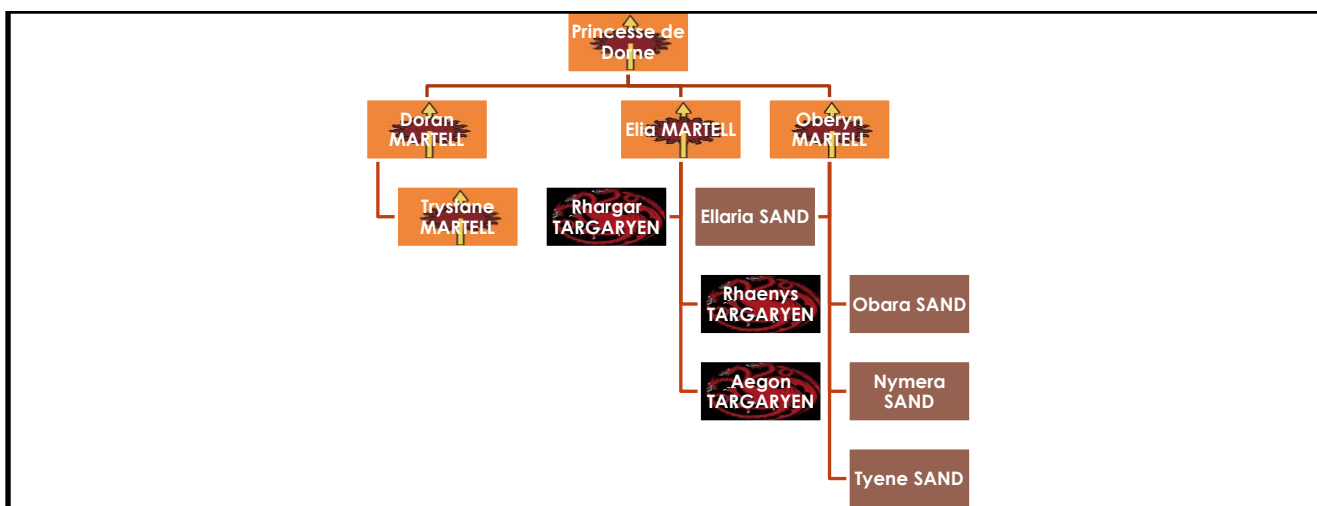 Princesse de
Dorne
Doran
MARTELL
Elia MARTELL
Oberyn
MARTELL
Trystane
MARTELL
Rhargar
TARGARYEN
Ellaria SAND
Rhaenys
TARGARYEN
Obara SAND
Aegon
TARGARYEN
Nymera
SAND
Tyene SAND